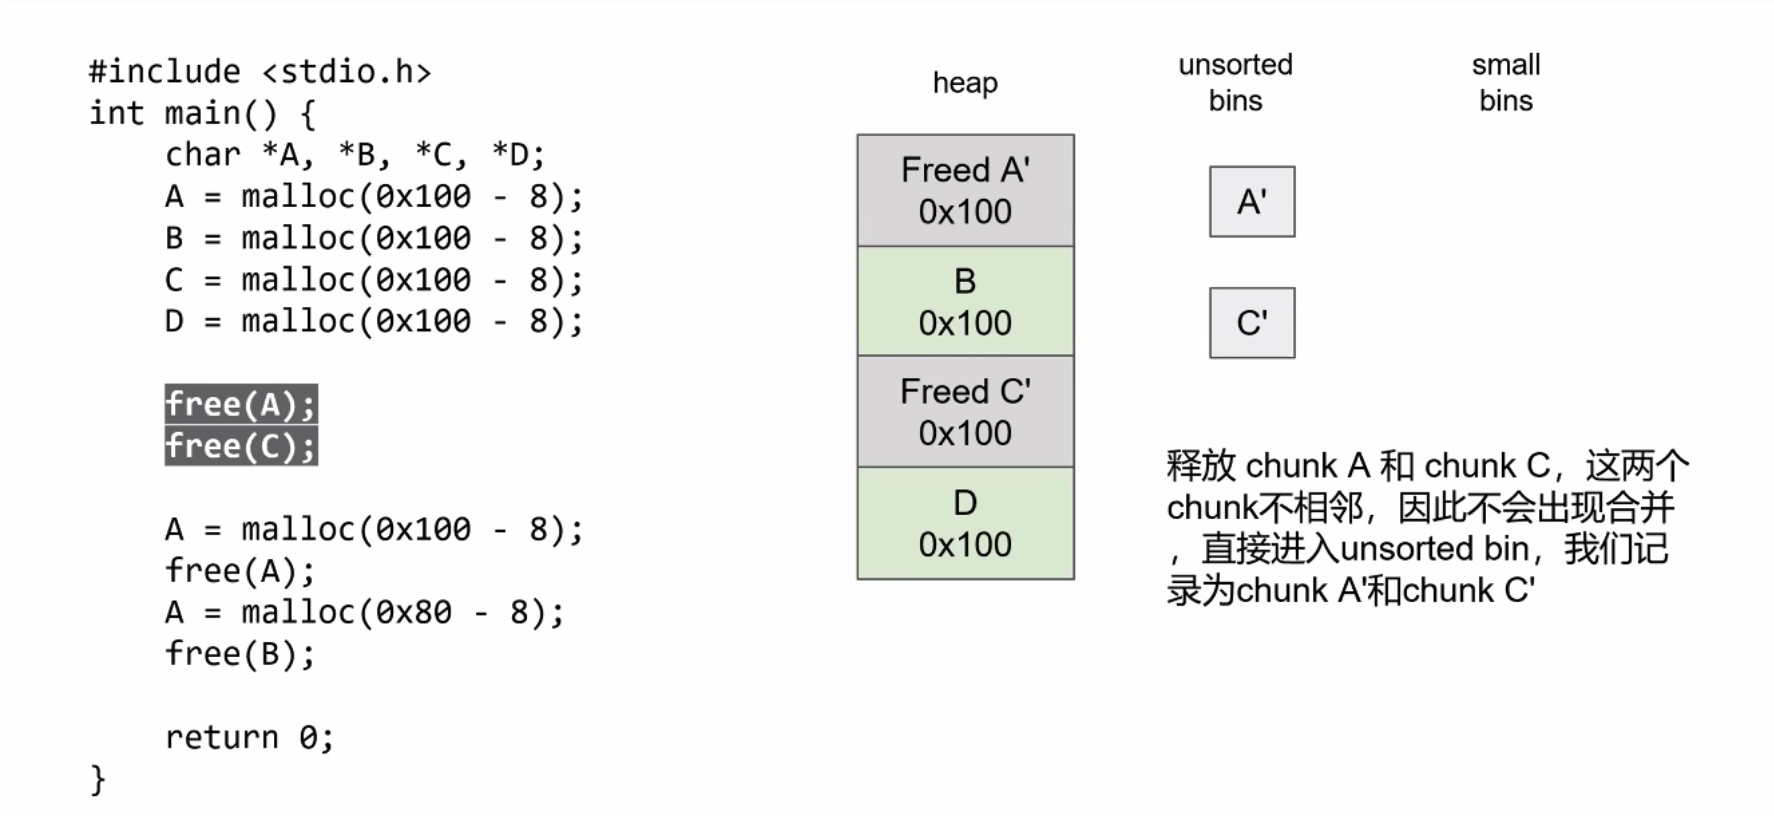 #include <stdio.h>
int main() {
    char *A, *B, *C, *D;
    A = malloc(0x100 - 8);
    B = malloc(0x100 - 8);
    C = malloc(0x100 - 8);
    D = malloc(0x100 - 8);
    free(A);
    free(C);
    A = malloc(0x100 - 8);
    free(A);
    A = malloc(0x80 - 8);
    free(B);
    return 0;
}
heap
Freed A'
0x100
B
0x100
Freed C'
0x100
D
0x100
unsorted
bins
A'
C'
small
bins
释放 chunk A 和 chunk C，这两个
chunk不相邻，因此不会出现合并
，直接进入unsorted bin，我们记
录为chunk A'和chunk C'